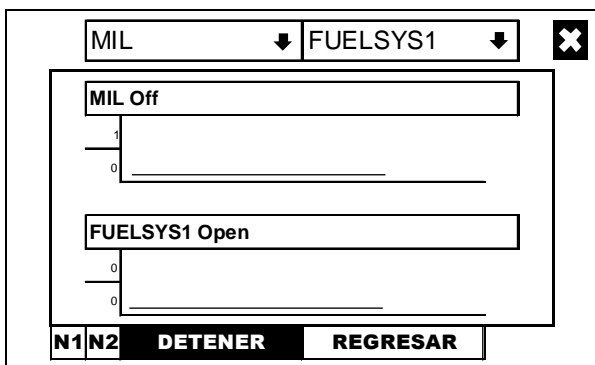 MIL FUELSYS1
MIL Off
1
0
FUELSYS1 Open
0
0
N1 N2 DETENER REGRESAR